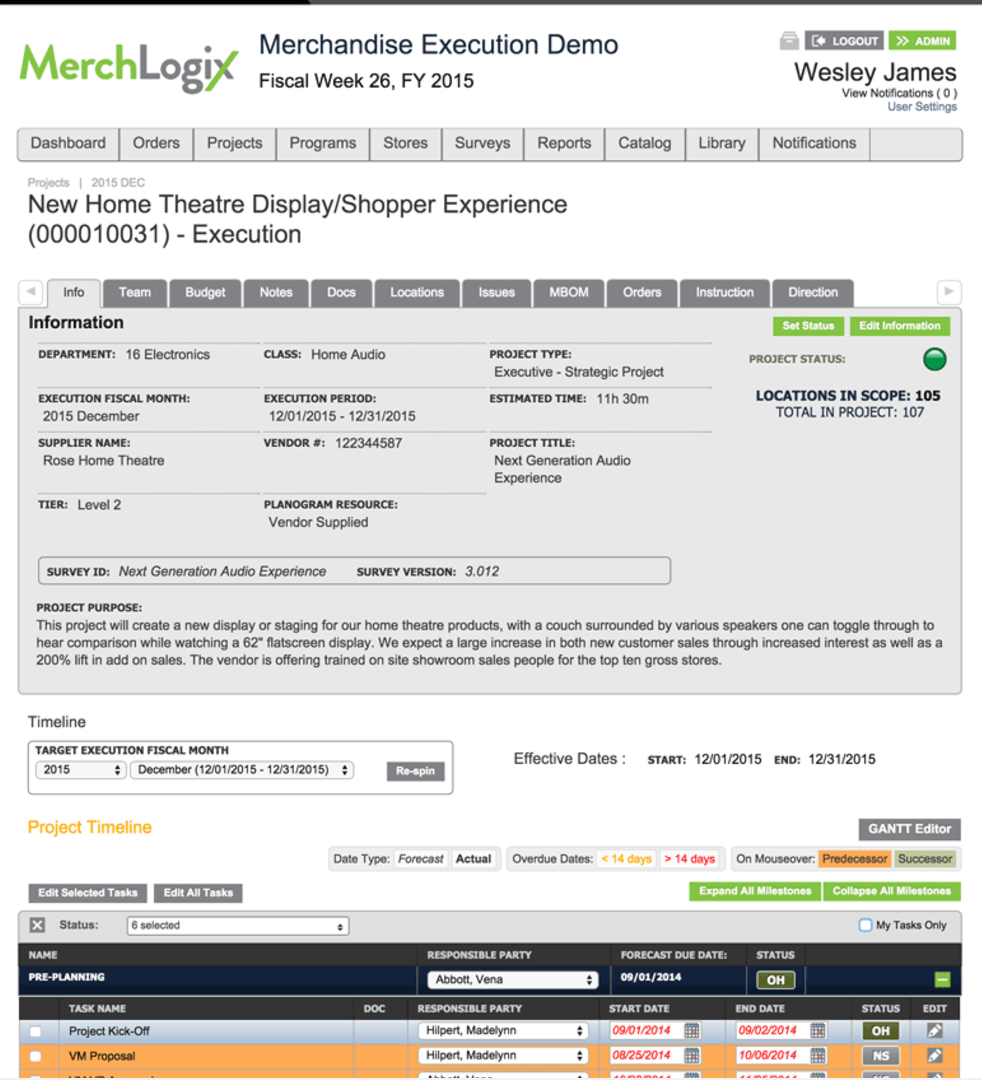 MerchLogix
Merchandise Execution Demo
Fiscal Week 26, FY 2015
LOGOUT
>> ADMIN
Wesley James
View Notifications ( 0 )
User Settings
Dashboard Orders Projects Programs Stores Surveys Reports Catalog Library Notifications
Projects | 2015 DEC
New Home Theatre Display/Shopper Experience
(000010031) - Execution
Info Team Budget Notes Docs Locations Issues MBOM Orders Instruction Direction
Information
Set Status Edit Information
DEPARTMENT: 16 Electronics
CLASS: Home Audio
PROJECT TYPE:
Executive - Strategic Project
PROJECT STATUS:
EXECUTION FISCAL MONTH:
2015 December
EXECUTION PERIOD:
12/01/2015 - 12/31/2015
ESTIMATED TIME: 11h 30m
LOCATIONS IN SCOPE: 105
TOTAL IN PROJECT: 107
SUPPLIER NAME:
Rose Home Theatre
VENDOR #: 122344587
PROJECT TITLE:
Next Generation Audio
Experience
TIER: Level 2
PLANOGRAM RESOURCE:
Vendor Supplied
SURVEY ID: Next Generation Audio Experience SURVEY VERSION: 3.012
PROJECT PURPOSE:
This project will create a new display or staging for our home theatre products, with a couch surrounded by various speakers one can toggle through to
hear comparison while watching a 62" flatscreen display. We expect a large increase in both new customer sales through increased interest as well as a
200% lift in add on sales. The vendor is offering trained on site showroom sales people for the top ten gross stores.
Timeline
TARGET EXECUTION FISCAL MONTH
2015 December (12/01/2015 - 12/31/2015) Re-spin
Effective Dates : START: 12/01/2015 END: 12/31/2015
Project Timeline
GANTT Editor
Date Type: Forecast Actual Overdue Dates: < 14 days > 14 days On Mouseover: Predecessor Successor
Edit Selected Tasks Edit All Tasks Expand All Milestones Collapse All Milestones
Status: 6 selected My Tasks Only
NAME RESPONSIBLE PARTY FORECAST DUE DATE: STATUS
PRE-PLANNING Abbott, Vena 09/01/2014 OH
TASK NAME DOC RESPONSIBLE PARTY START DATE END DATE STATUS EDIT
Project Kick-Off Hilpert, Madelynn 09/01/2014 09/02/2014 OH
VM Proposal Hilpert, Madelynn 08/25/2014 10/06/2014 NS